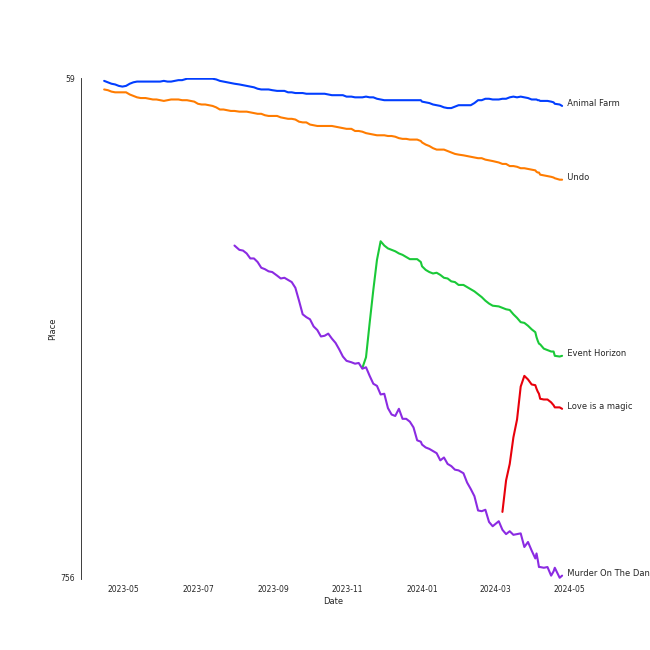 59
Animal Farm
Undo
Place
Event Horizon
Love is a magic
Murder On The Dan
756
2023-05 2023-07 2023-09 2023-11 2024-01 2024-03 2024-05
Date